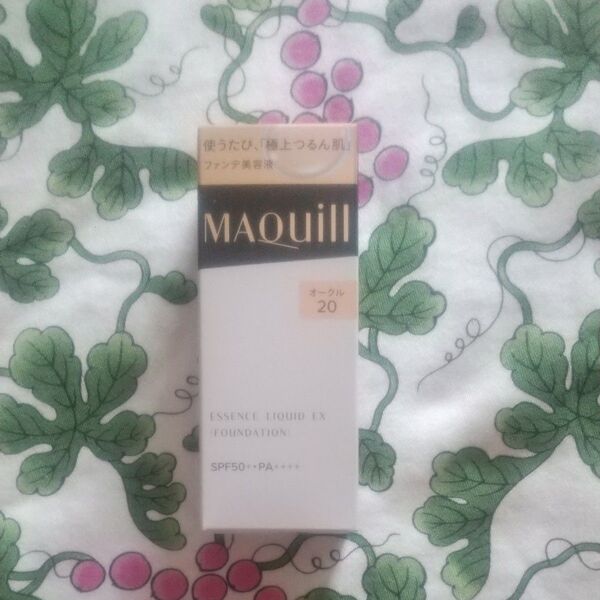 使うたび、「極上つるん肌」
ファンデ美容液
MAQuill
オークル
20
ESSENCE LIQUID EX
(FOUNDATION)
SPF50+・PA++++